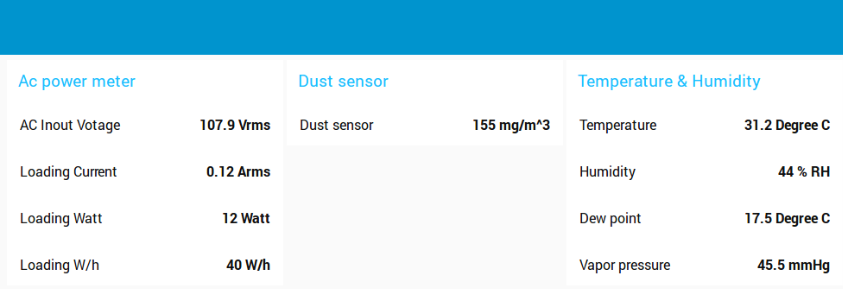 Ac power meter
AC Inout Votage 107.9 Vrms
Loading Current 0.12 Arms
Loading Watt 12 Watt
Loading W/h 40 W/h
Dust sensor
Dust sensor 155 mg/m^3
Temperature & Humidity
Temperature 31.2 Degree C
Humidity 44 % RH
Dew point 17.5 Degree C
Vapor pressure 45.5 mmHg